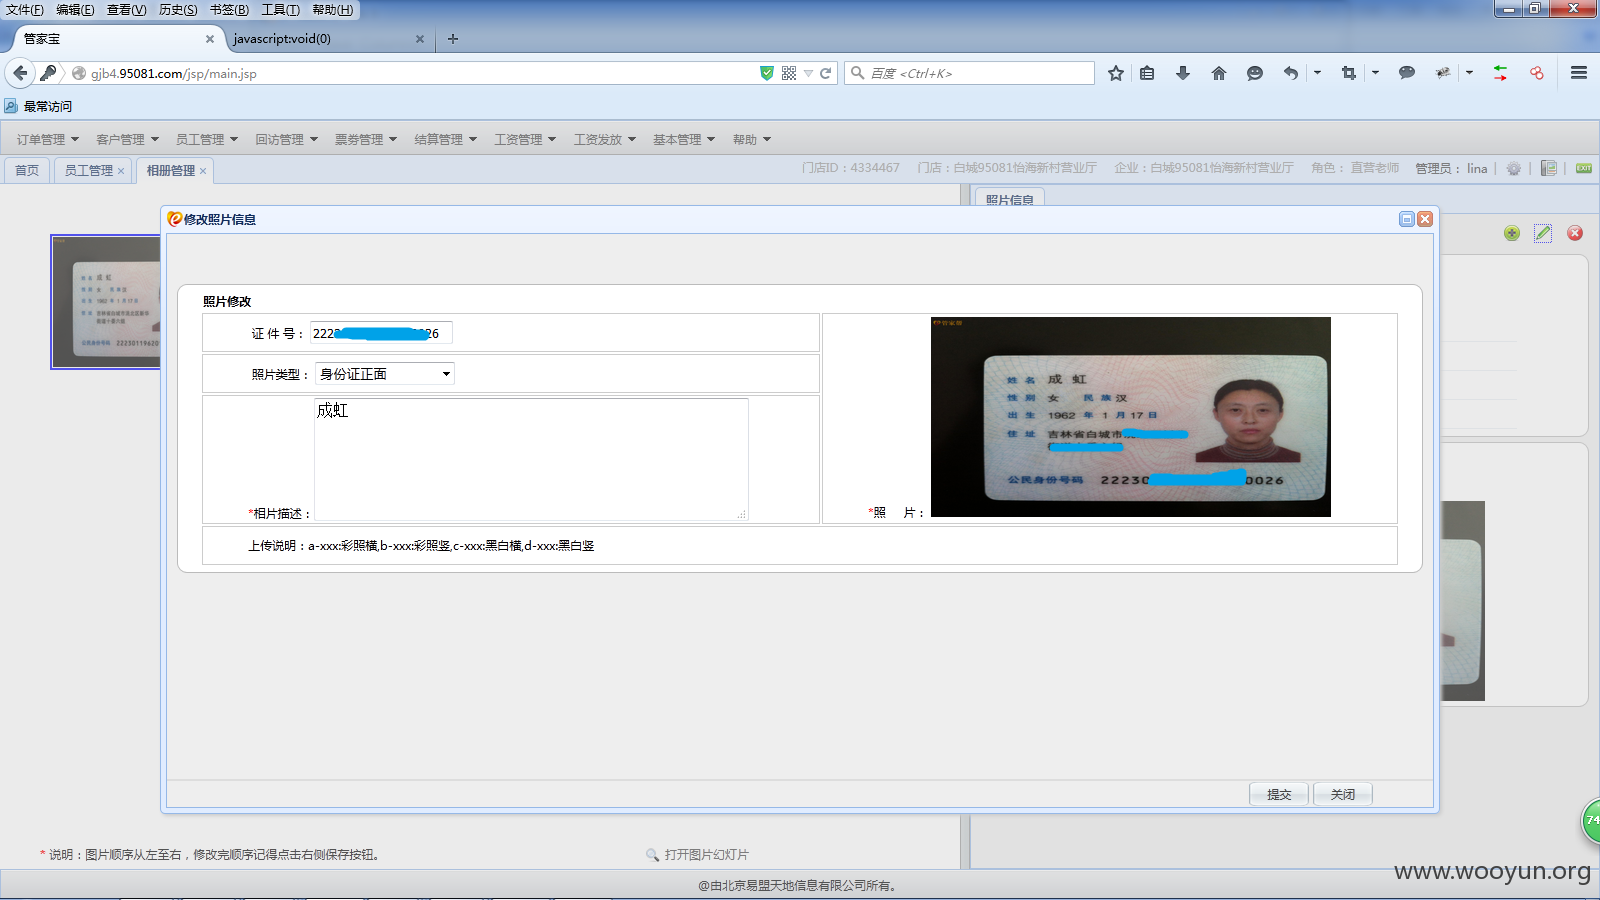 文件(F) 编辑(E) 查看(V) 历史(S) 书签(B) 工具(T) 帮助(H)
管家宝 javascript:void(0)
gjb4.95081.com/jsp/main.jsp 百度 <Ctrl+K>
最常访问
订单管理 客户管理 员工管理 回访管理 票券管理 结算管理 工资管理 工资发放 基本管理 帮助
首页 员工管理 相册管理 门店ID：4334467 门店：白城95081怡海新村营业厅 企业：白城95081怡海新村营业厅 角色：直营老师 管理员：lina
照片信息
修改照片信息
照片修改
证 件 号：222 26
照片类型：身份证正面
成虹
*相片描述：
*照 片：
姓名 成 虹
性别 女 民族 汉
出生 1962 年 1 月 17 日
住址 吉林省白城市
公民身份号码 22230 0026
上传说明：a-xxx:彩照横,b-xxx:彩照竖,c-xxx:黑白横,d-xxx:黑白竖
提交 关闭
* 说明：图片顺序从左至右，修改完顺序记得点击右侧保存按钮。 打开图片幻灯片
74
@由北京易盟天地信息有限公司所有。
www.wooyun.org